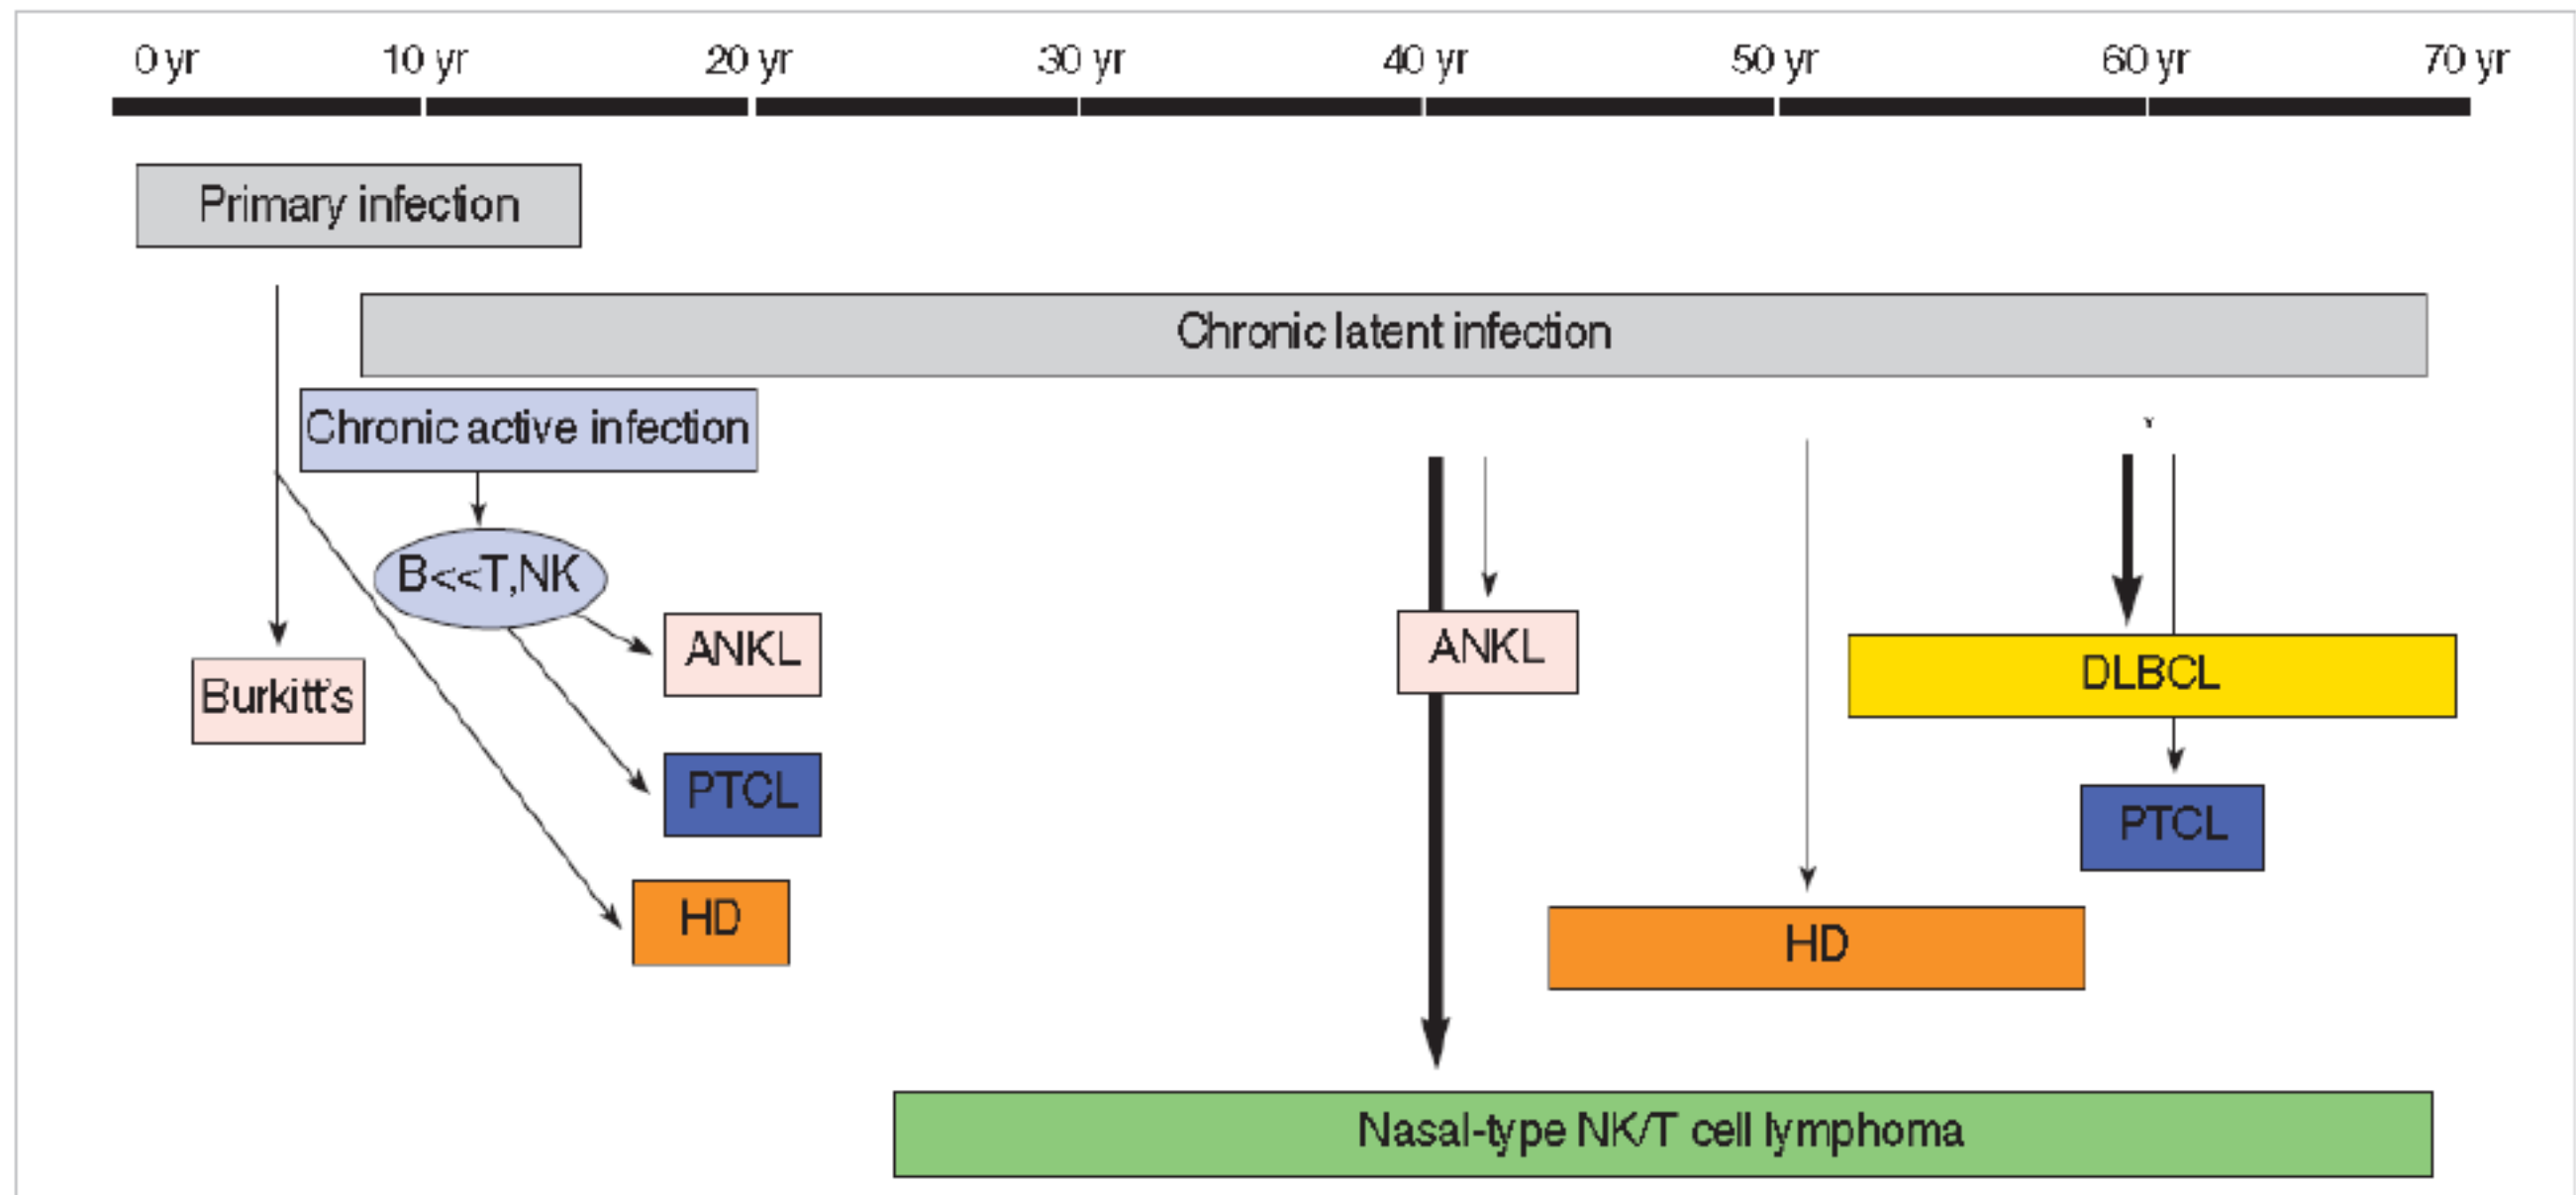 0 yr 10 yr 20 yr 30 yr 40 yr 50 yr 60 yr 70 yr
Primary infection
Chronic latent infection
Chronic active infection
B<<T,NK
ANKL
ANKL
Burkitt's
DLBCL
PTCL
PTCL
HD
HD
Nasal-type NK/T cell lymphoma